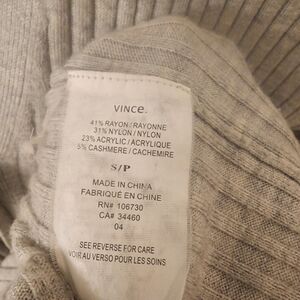 VINCE.
41% RAYON / RAYONNE
31% NYLON / NYLON
23% ACRYLIC / ACRYLIQUE
5% CASHMERE / CACHEMIRE
S/P
MADE IN CHINA
FABRIQUÉ EN CHINE
RN# 106730
CA# 34460
04
SEE REVERSE FOR CARE
VOIR AU VERSO POUR LES SOINS